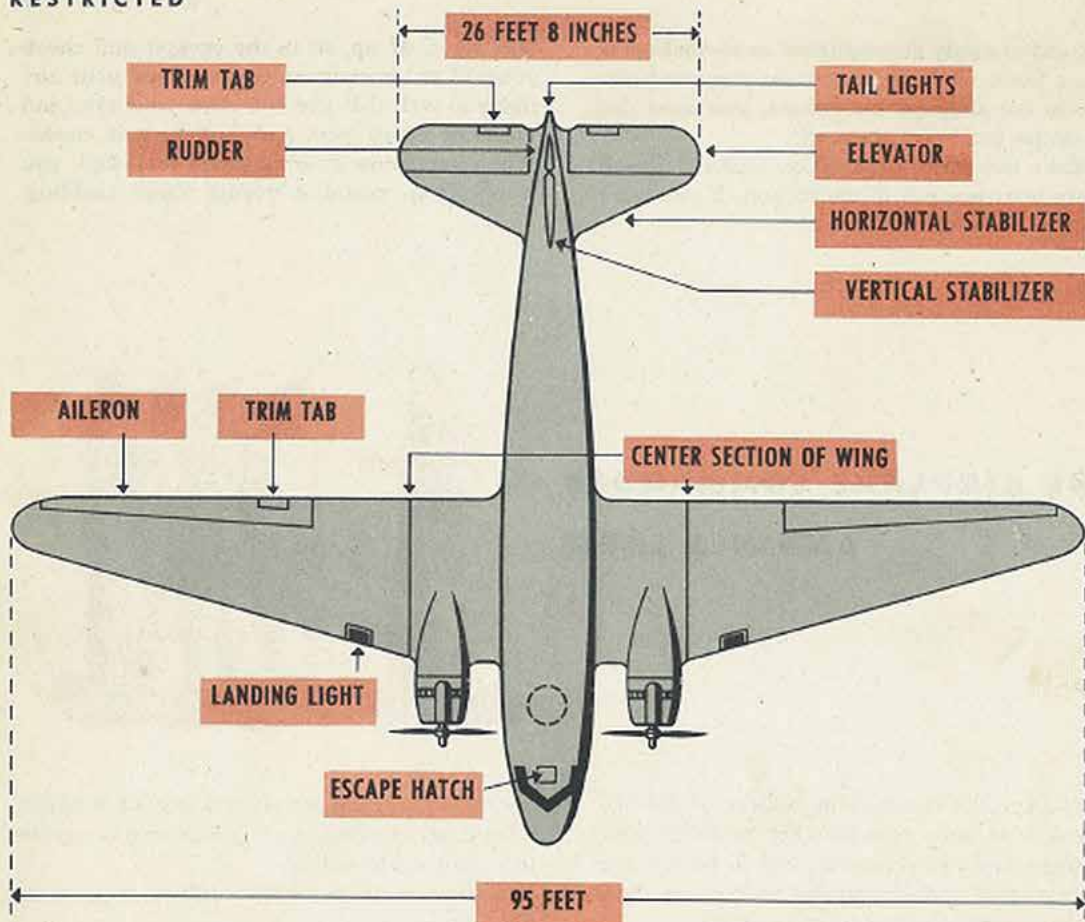 RESTRICTED
26 FEET 8 INCHES
TRIM TAB
TAIL LIGHTS
RUDDER
ELEVATOR
HORIZONTAL STABILIZER
VERTICAL STABILIZER
AILERON
TRIM TAB
CENTER SECTION OF WING
LANDING LIGHT
ESCAPE HATCH
95 FEET